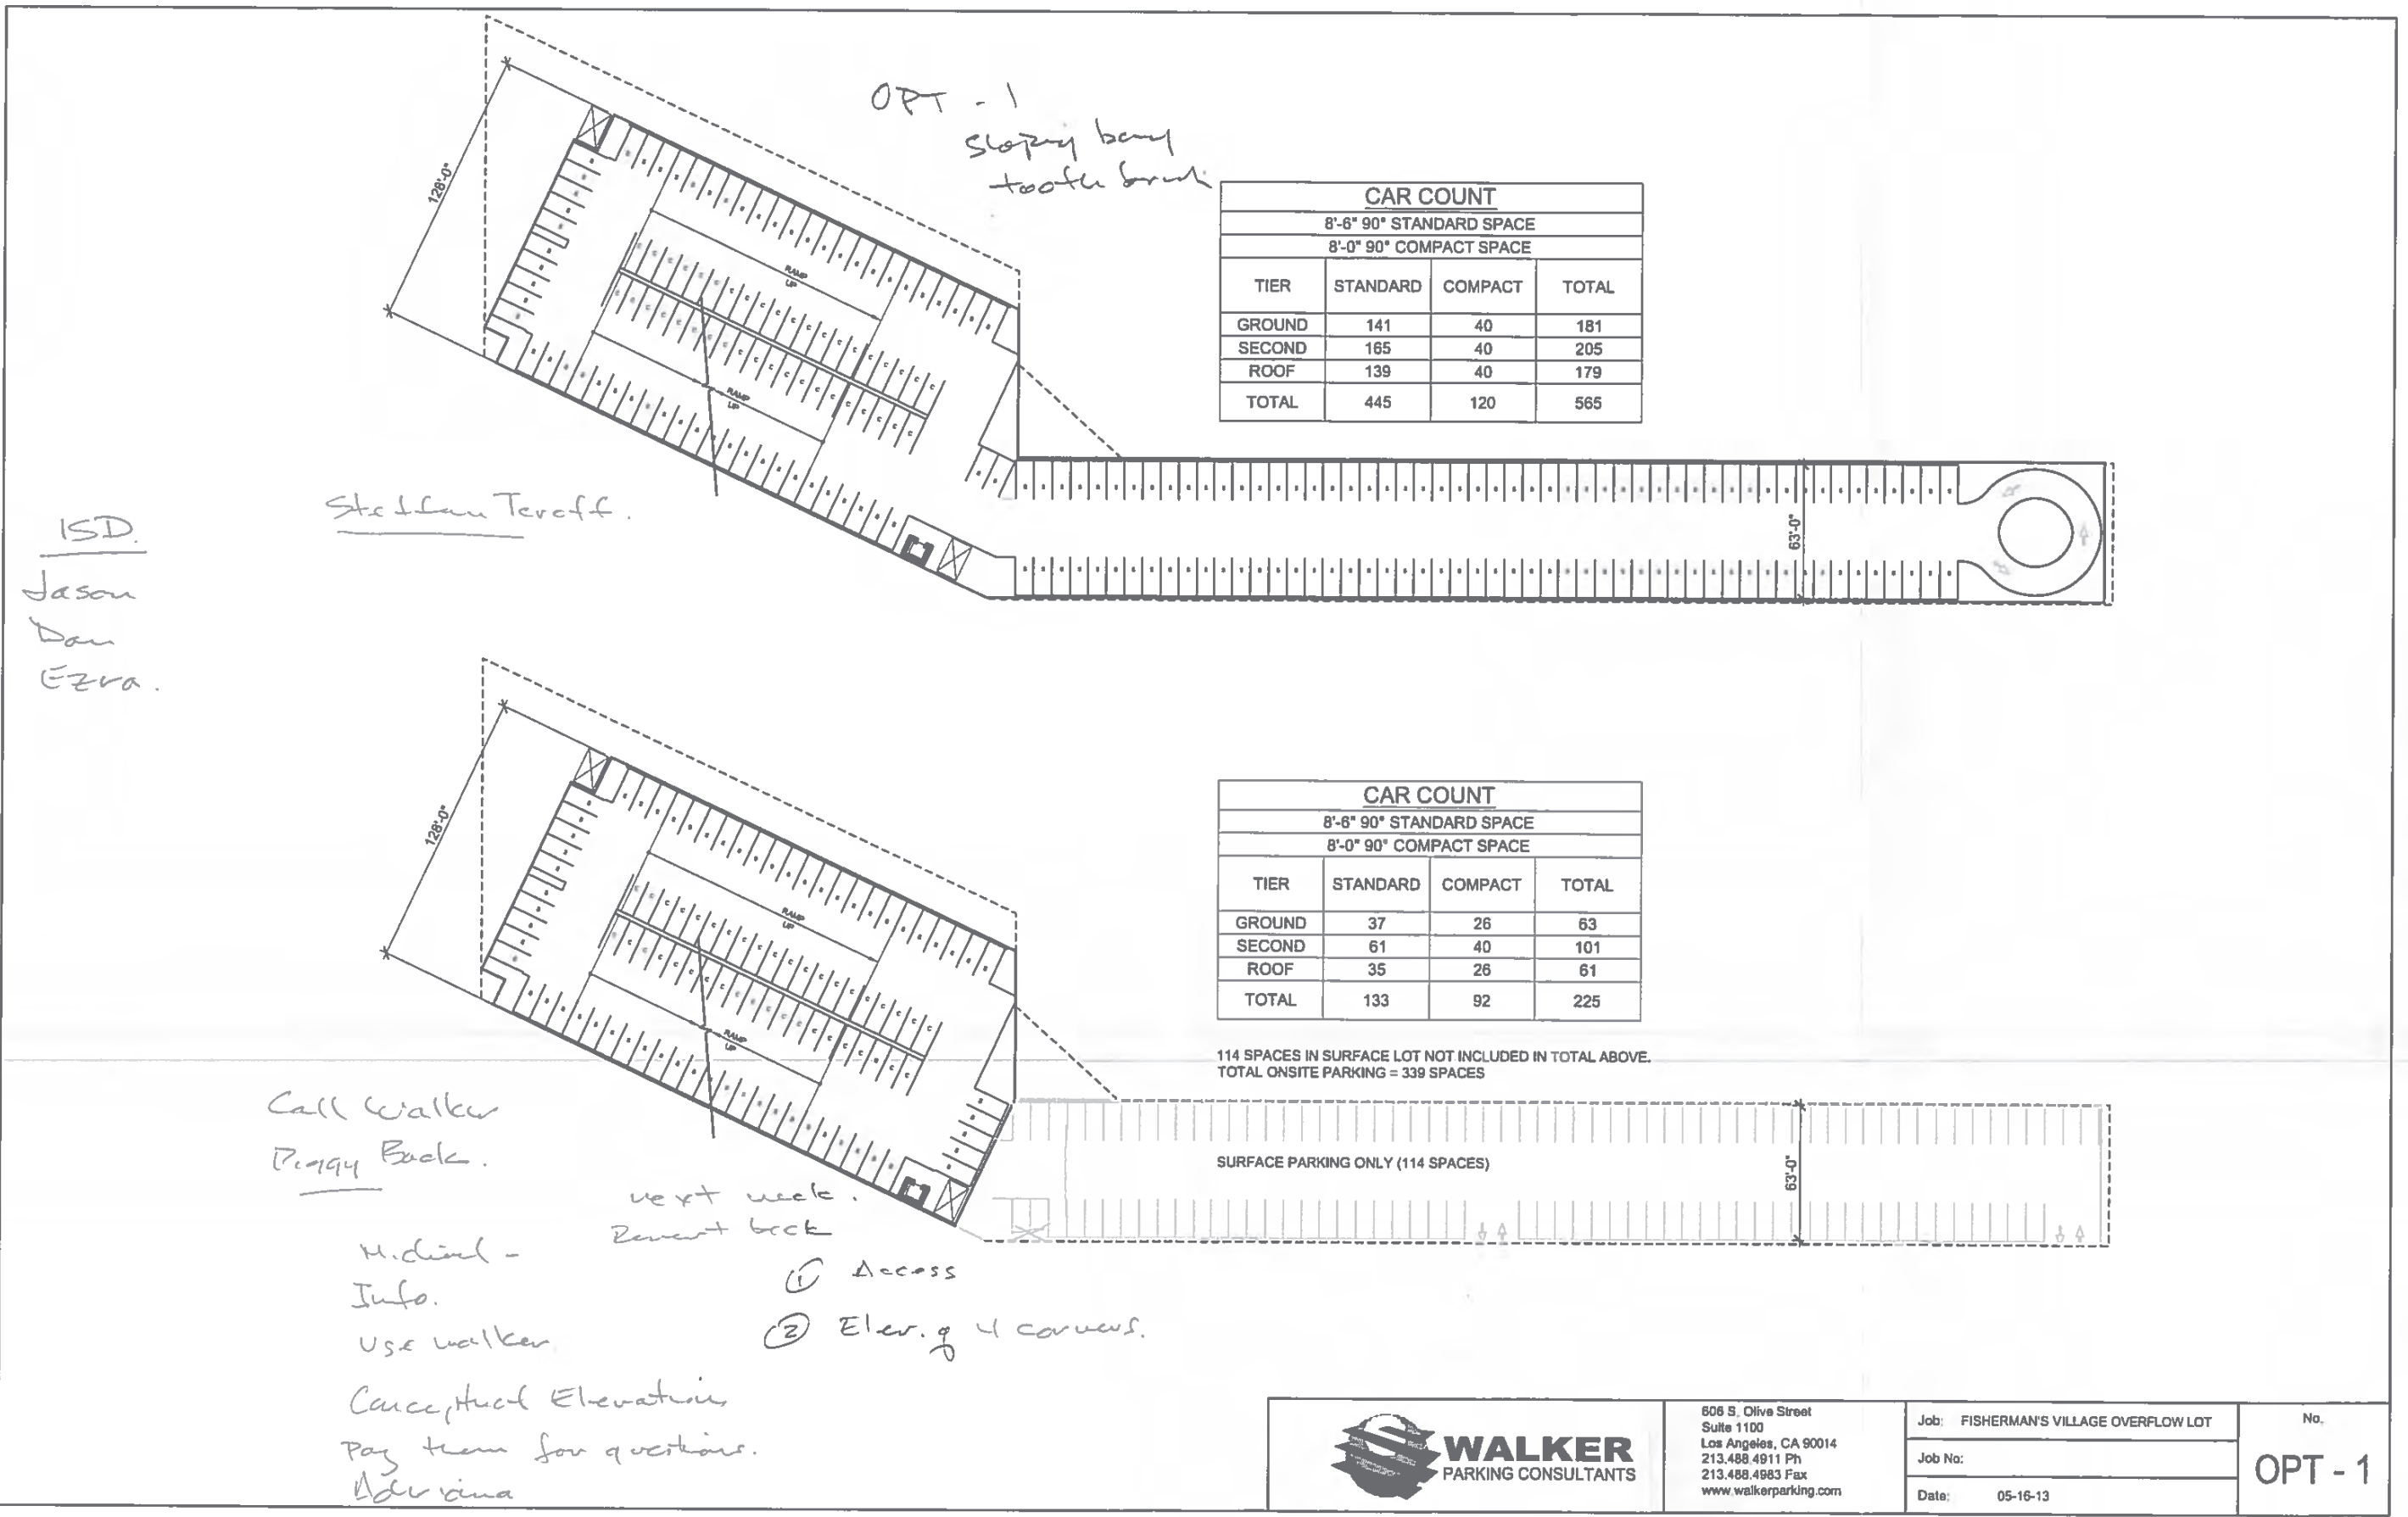 OPT - 1
Sloping
tooth
128'-0"
RAMP
UP
RAMP
UP
CAR COUNT
8'-6" 90° STANDARD SPACE
8'-0" 90° COMPACT SPACE
TIER STANDARD COMPACT TOTAL
GROUND 141 40 181
SECOND 165 40 205
ROOF 139 40 179
TOTAL 445 120 565
63'-0"
ISD.
Jason
Dan
Ezra.
128'-0"
RAMP
UP
RAMP
UP
CAR COUNT
8'-6" 90° STANDARD SPACE
8'-0" 90° COMPACT SPACE
TIER STANDARD COMPACT TOTAL
GROUND 37 26 63
SECOND 61 40 101
ROOF 35 26 61
TOTAL 133 92 225
114 SPACES IN SURFACE LOT NOT INCLUDED IN TOTAL ABOVE.
TOTAL ONSITE PARKING = 339 SPACES
SURFACE PARKING ONLY (114 SPACES)
63'-0"
Call Walker
Piggy Back.
next week.
back
Michael -
Info.
Use walker
① Access
② Elev. of 4 corners.
Conceptual Elevations
Pay them for questions.
Adriana
WALKER
PARKING CONSULTANTS
606 S. Olive Street
Suite 1100
Los Angeles, CA 90014
213.488.4911 Ph
213.488.4983 Fax
www.walkerparking.com
Job: FISHERMAN'S VILLAGE OVERFLOW LOT
Job No:
Date: 05-16-13
No.
OPT - 1